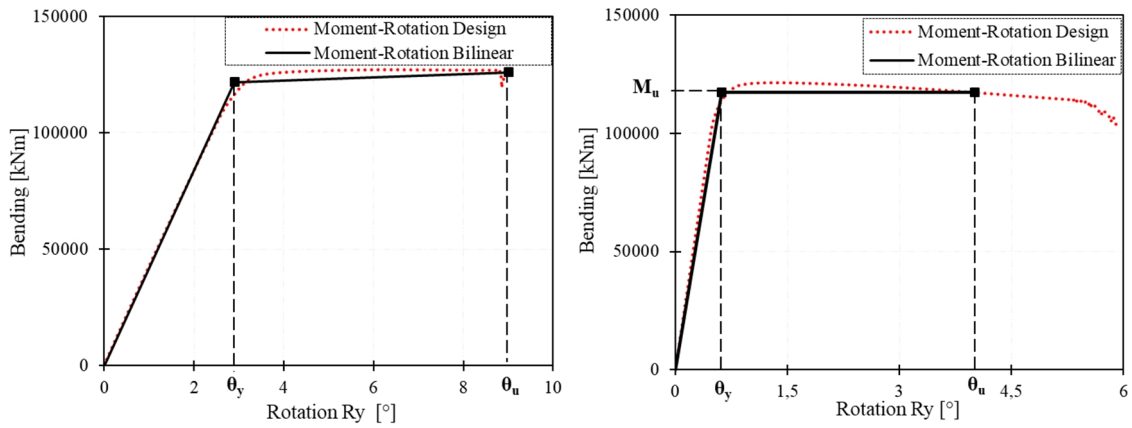 150000
100000
50000
0
Bending [kNm]
Moment-Rotation Design
Moment-Rotation Bilinear
0 2 θy 4 6 8 θu 10
Rotation Ry [°]
150000
Mu
100000
50000
0
Bending [kNm]
Moment-Rotation Design
Moment-Rotation Bilinear
0 θy 1,5 3 θu 4,5 6
Rotation Ry [°]